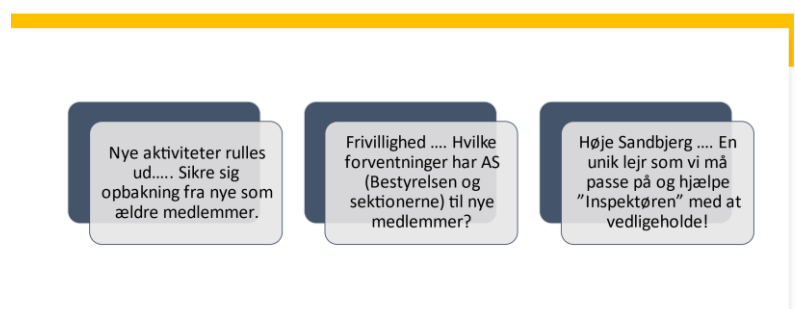 Nye aktiviteter rulles
ud..... Sikre sig
opbakning fra nye som
ældre medlemmer.
Frivillighed .... Hvilke
forventninger har AS
(Bestyrelsen og
sektionerne) til nye
medlemmer?
Høje Sandbjerg .... En
unik lejr som vi må
passe på og hjælpe
”Inspektøren” med at
vedligeholde!